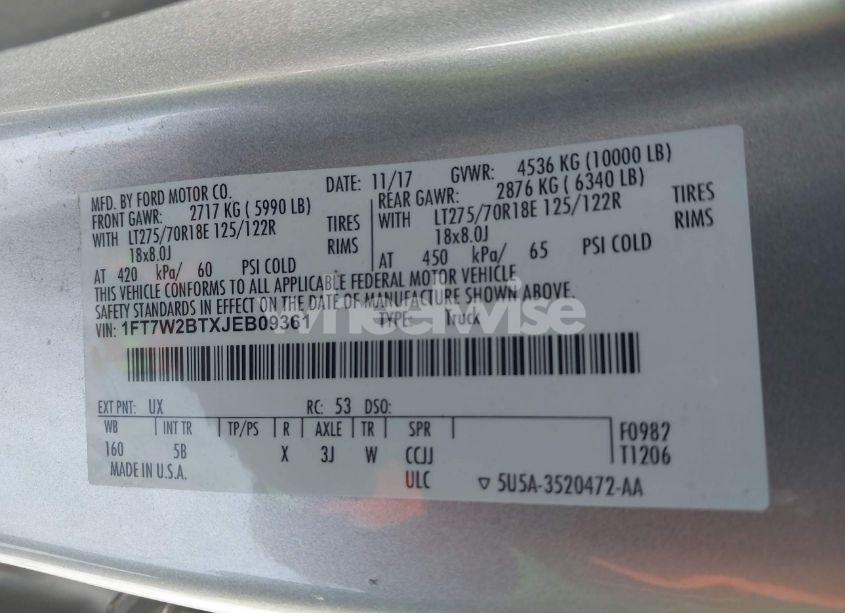 MFD. BY FORD MOTOR CO.
DATE: 11/17 GVWR: 4536 KG (10000 LB)
FRONT GAWR: 2717 KG ( 5990 LB)
REAR GAWR: 2876 KG ( 6340 LB)
WITH LT275/70R18E 125/122R TIRES
WITH LT275/70R18E 125/122R TIRES
18x8.0J RIMS
18x8.0J RIMS
AT 420 kPa/ 60 PSI COLD
AT 450 kPa/ 65 PSI COLD
THIS VEHICLE CONFORMS TO ALL APPLICABLE FEDERAL MOTOR VEHICLE
SAFETY STANDARDS IN EFFECT ON THE DATE OF MANUFACTURE SHOWN ABOVE.
VIN: 1FT7W2BTXJEB09361 TYPE: Truck
wheelwise
EXT PNT: UX RC: 53 DSO:
WB INT TR TP/PS R AXLE TR SPR F0982
160 5B X 3J W CCJJ T1206
MADE IN U.S.A. ULC ▽ 5U5A-3520472-AA